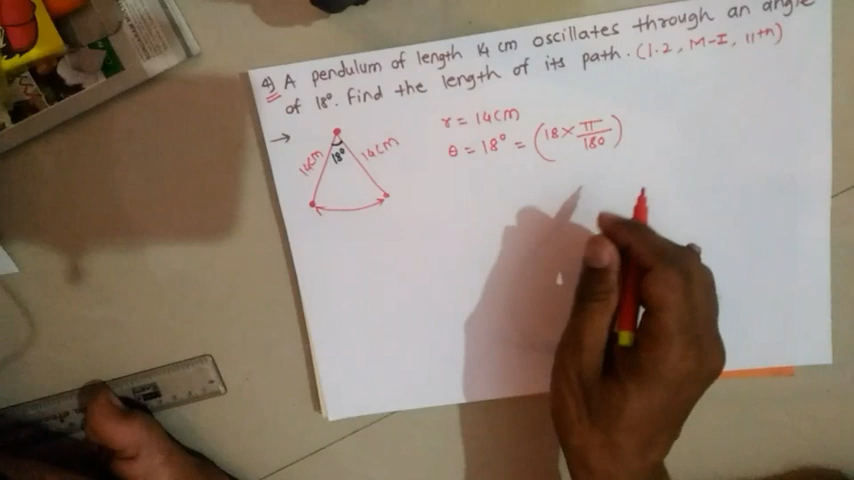 4) A pendulum of length 14 cm oscillates through an angle
of 18°. Find the length of its path. (1.2, M-I, 11th)
→
14cm 18° 14cm
r = 14cm
θ = 18° = (18 × π/180)